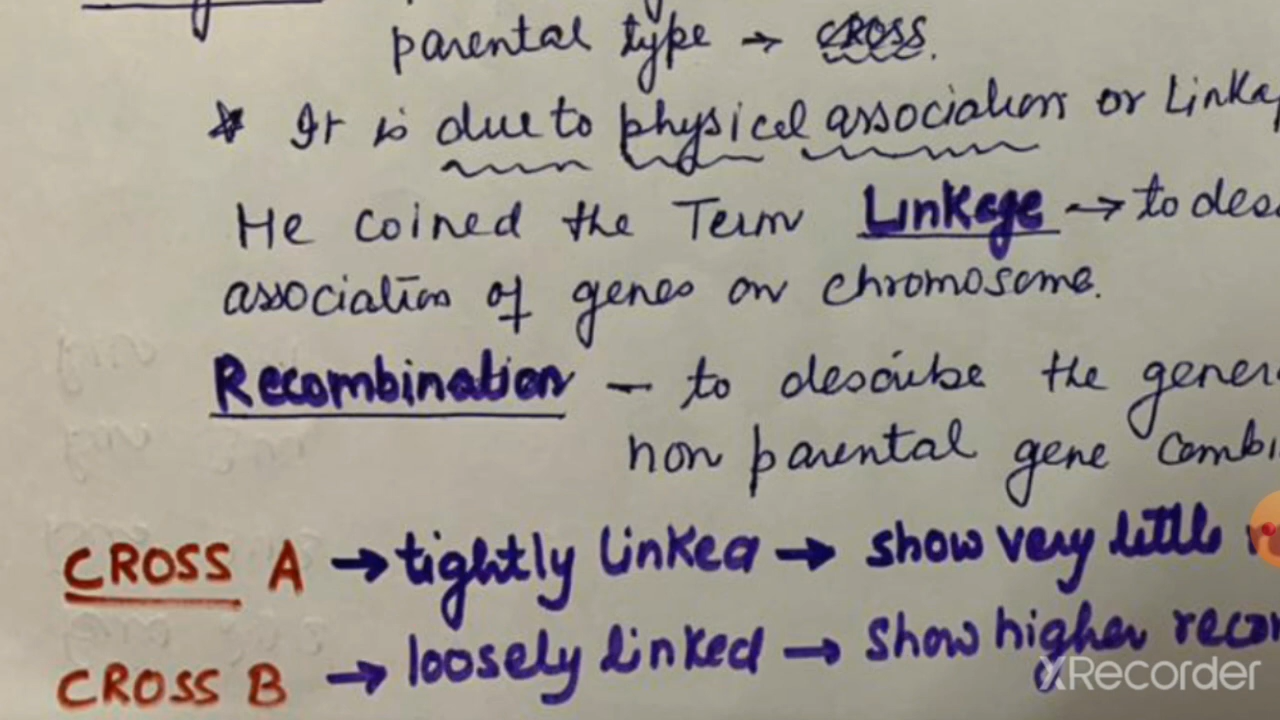 parental type → CROSS.
* It is due to physical association or Linka
He coined the Term Linkage → to des
association of genes on chromosome.
Recombination – to describe the gener
non parental gene combi
CROSS A → tightly linked → show very little
CROSS B → loosely linked → show higher recom
XRecorder